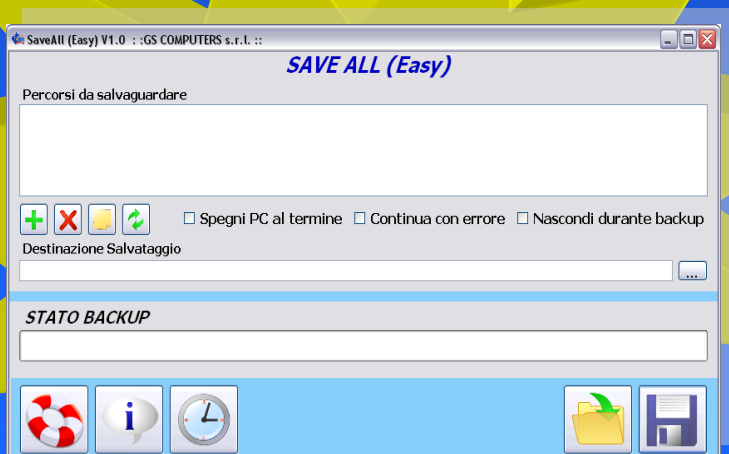 SaveAll (Easy) V1.0 : :GS COMPUTERS s.r.l. ::
SAVE ALL (Easy)
Percorsi da salvaguardare
Spegni PC al termine Continua con errore Nascondi durante backup
Destinazione Salvataggio
...
STATO BACKUP
i